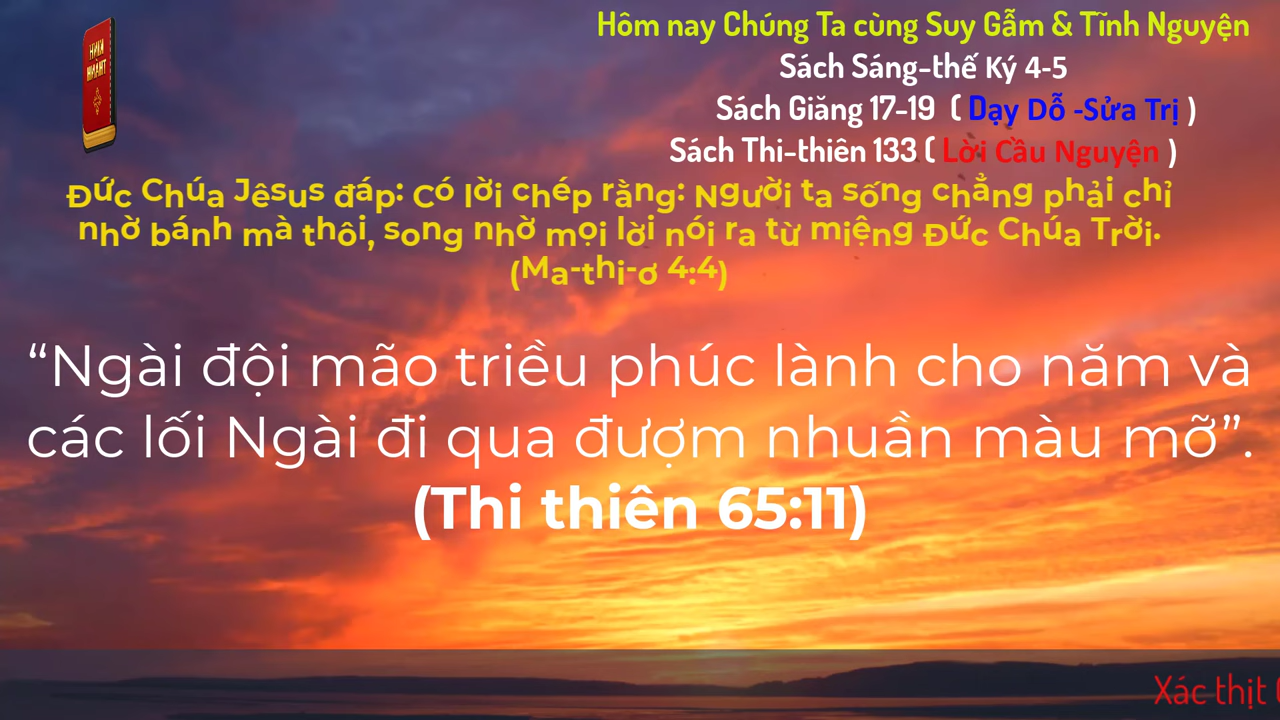 Hôm nay Chúng Ta cùng Suy Gẫm & Tĩnh Nguyện
Sách Sáng-thế Ký 4-5
Sách Giăng 17-19 ( Dạy Dỗ -Sửa Trị )
Sách Thi-thiên 133 ( Lời Cầu Nguyện )
KINH
THÁNH
Đức Chúa Jêsus đáp: Có lời chép rằng: Người ta sống chẳng phải chỉ
nhờ bánh mà thôi, song nhờ mọi lời nói ra từ miệng Đức Chúa Trời.
(Ma-thi-ơ 4:4)
“Ngài đội mão triều phúc lành cho năm và
các lối Ngài đi qua đượm nhuần màu mỡ”.
(Thi thiên 65:11)
Xác thịt